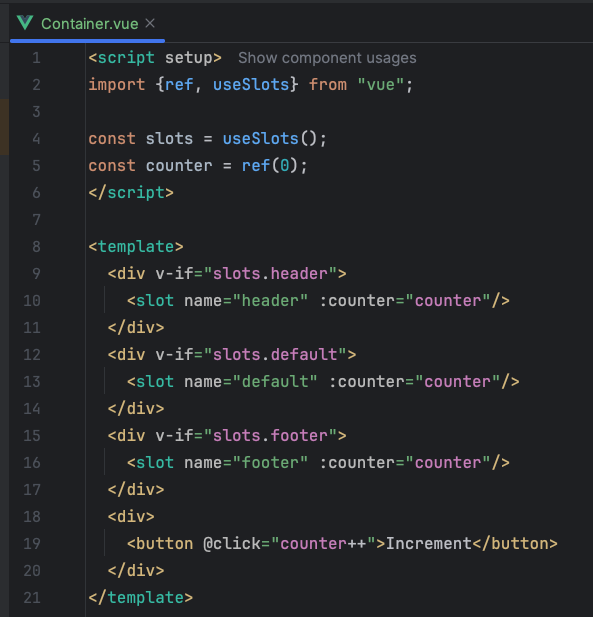 Container.vue
1 <script setup> Show component usages
2 import {ref, useSlots} from "vue";
3
4 const slots = useSlots();
5 const counter = ref(0);
6 </script>
7
8 <template>
9   <div v-if="slots.header">
10     <slot name="header" :counter="counter"/>
11   </div>
12   <div v-if="slots.default">
13     <slot name="default" :counter="counter"/>
14   </div>
15   <div v-if="slots.footer">
16     <slot name="footer" :counter="counter"/>
17   </div>
18   <div>
19     <button @click="counter++">Increment</button>
20   </div>
21 </template>